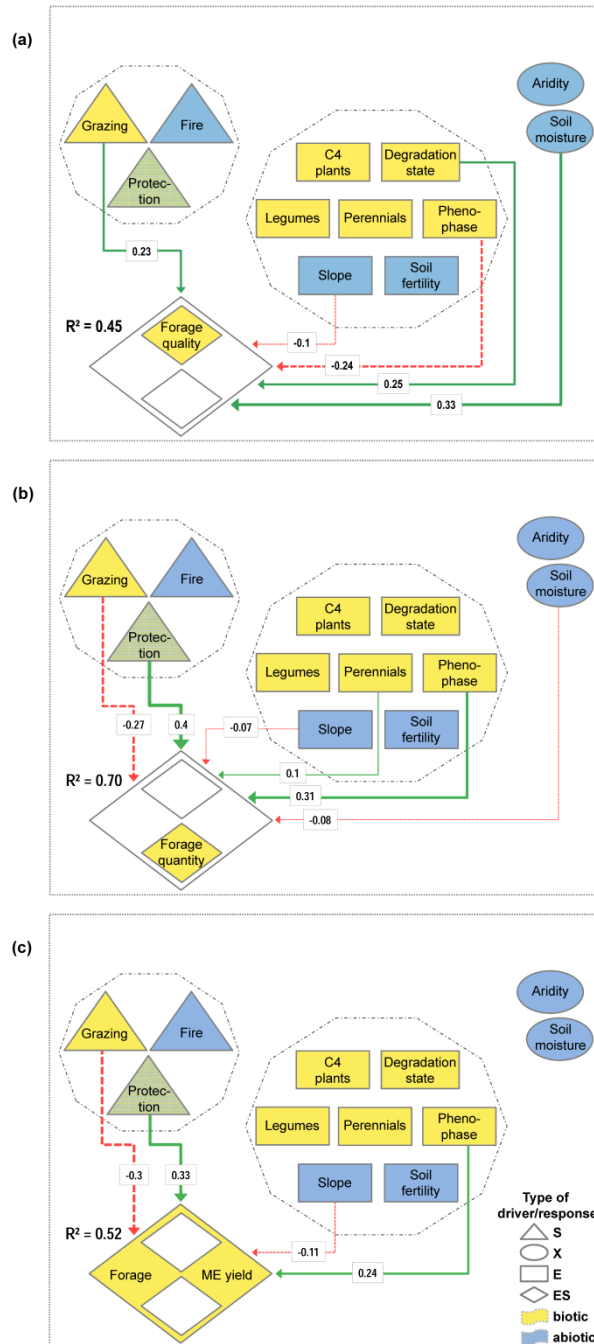 (a)
Aridity
Soil
moisture
Grazing
Fire
Protec-
tion
C4
plants
Degradation
state
Legumes
Perennials
Pheno-
phase
Slope
Soil
fertility
0.23
R² = 0.45
Forage
quality
-0.1
-0.24
0.25
0.33
(b)
Aridity
Soil
moisture
Grazing
Fire
Protec-
tion
C4
plants
Degradation
state
Legumes
Perennials
Pheno-
phase
Slope
Soil
fertility
-0.27
0.4
-0.07
R² = 0.70
0.1
0.31
-0.08
Forage
quantity
(c)
Aridity
Soil
moisture
Grazing
Fire
Protec-
tion
C4
plants
Degradation
state
Legumes
Perennials
Pheno-
phase
Slope
Soil
fertility
-0.3
0.33
R² = 0.52
-0.11
Forage ME yield
0.24
Type of
driver/response
S
X
E
ES
biotic
abiotic